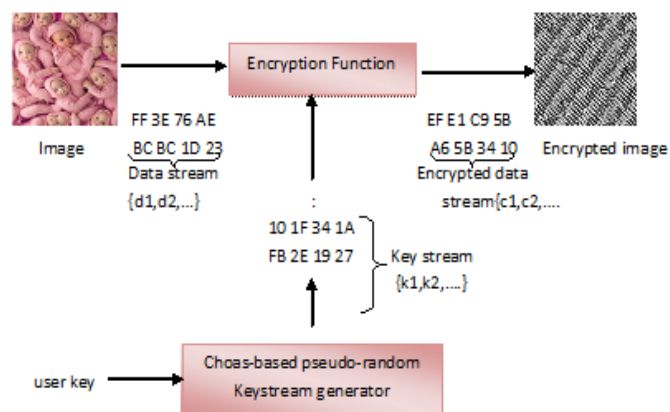 Encryption Function
FF 3E 76 AE
BC BC 1D 23
Image
Data stream
{d1,d2,...}
EF E1 C9 5B
A6 5B 34 10
Encrypted image
Encrypted data
stream{c1,c2,....
:
10 1F 34 1A
FB 2E 19 27
Key stream
{k1,k2,....}
user key
Choas-based pseudo-random
Keystream generator